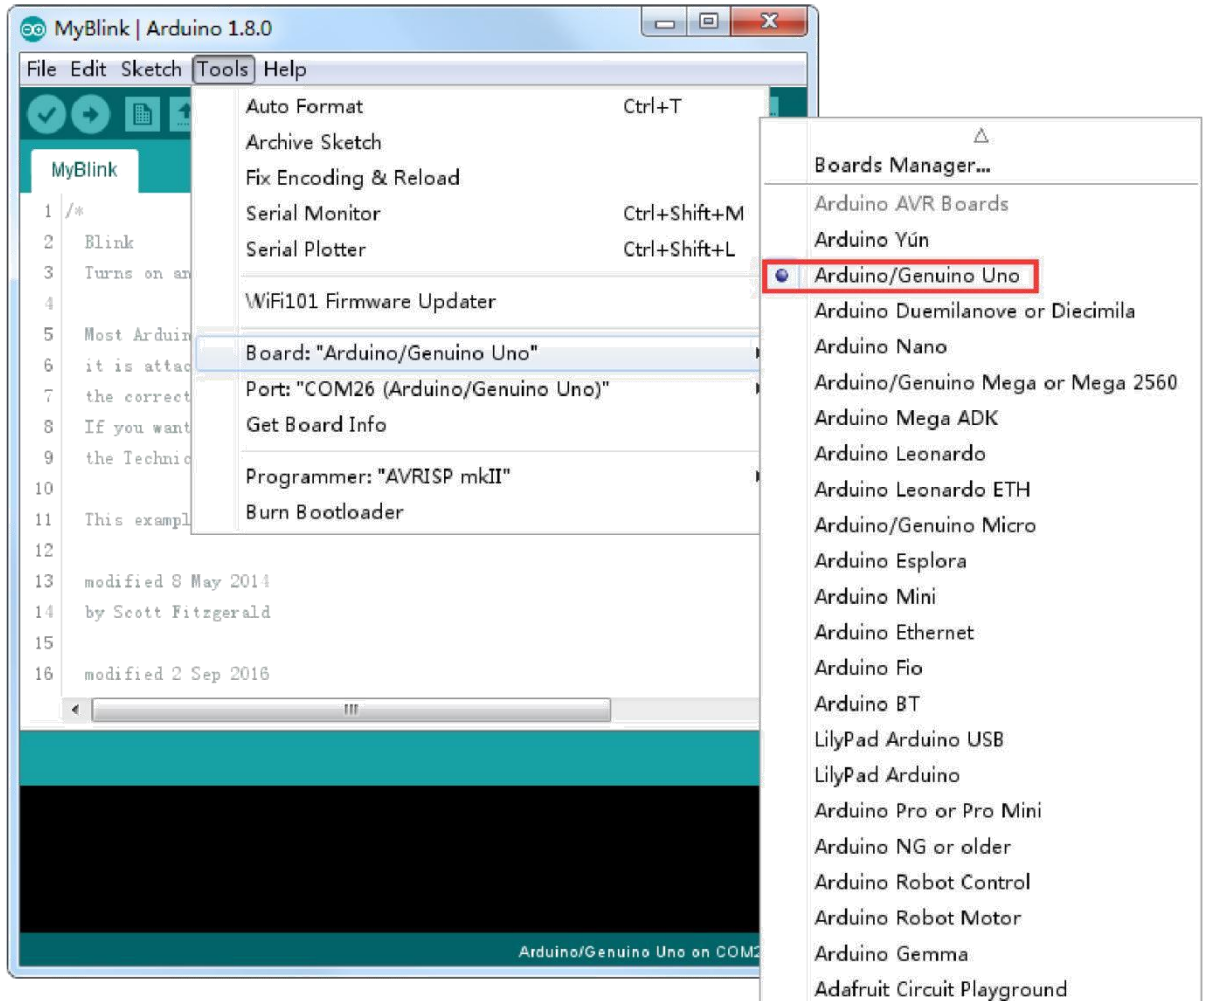 MyBlink | Arduino 1.8.0
File Edit Sketch Tools Help
Auto Format Ctrl+T
Archive Sketch
Fix Encoding & Reload
Serial Monitor Ctrl+Shift+M
Serial Plotter Ctrl+Shift+L
WiFi101 Firmware Updater
Board: "Arduino/Genuino Uno"
Port: "COM26 (Arduino/Genuino Uno)"
Get Board Info
Programmer: "AVRISP mkII"
Burn Bootloader
MyBlink
1 /*
2 Blink
3 Turns on an
4
5 Most Arduin
6 it is attac
7 the correct
8 If you want
9 the Technic
10
11 This exampl
12
13 modified 8 May 2014
14 by Scott Fitzgerald
15
16 modified 2 Sep 2016
Arduino/Genuino Uno on COM2
Boards Manager...
Arduino AVR Boards
Arduino Yún
Arduino/Genuino Uno
Arduino Duemilanove or Diecimila
Arduino Nano
Arduino/Genuino Mega or Mega 2560
Arduino Mega ADK
Arduino Leonardo
Arduino Leonardo ETH
Arduino/Genuino Micro
Arduino Esplora
Arduino Mini
Arduino Ethernet
Arduino Fio
Arduino BT
LilyPad Arduino USB
LilyPad Arduino
Arduino Pro or Pro Mini
Arduino NG or older
Arduino Robot Control
Arduino Robot Motor
Arduino Gemma
Adafruit Circuit Playground